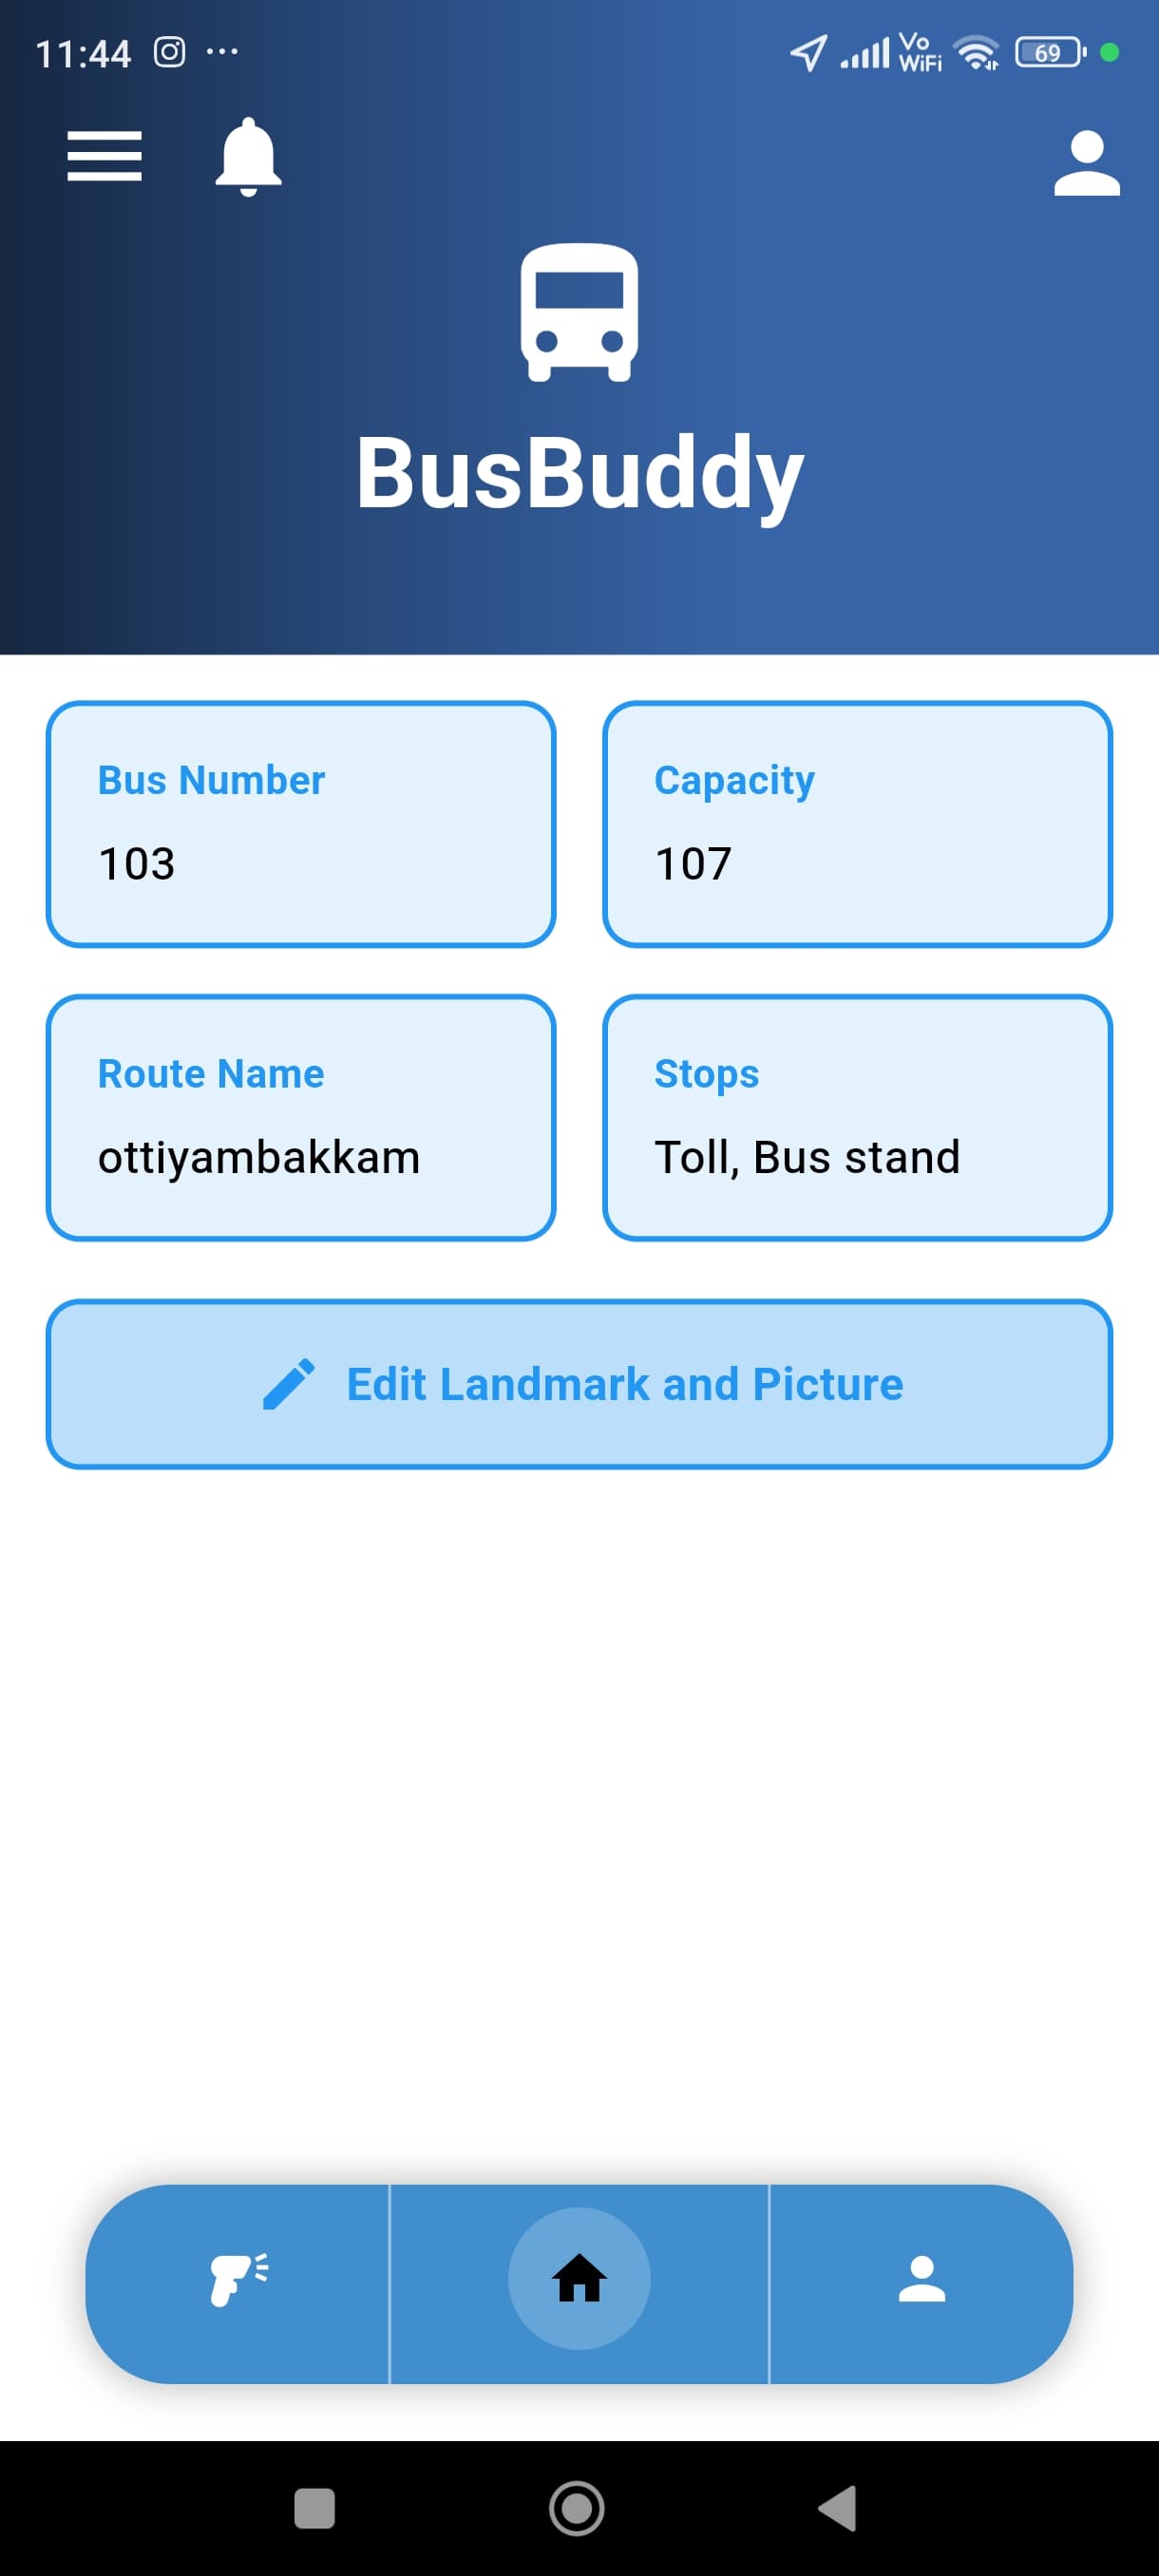 11:44
Vo
WiFi
69
BusBuddy
Bus Number
103
Capacity
107
Route Name
ottiyambakkam
Stops
Toll, Bus stand
Edit Landmark and Picture